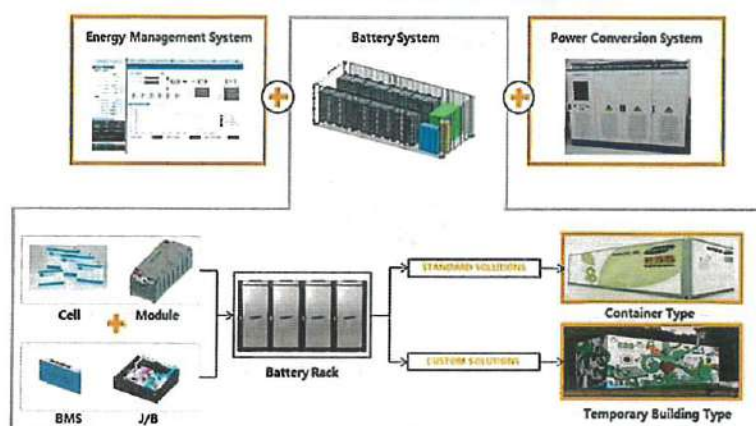 Energy Management System
Battery System
Power Conversion System
Cell
Module
BMS
J/B
Battery Rack
STANDARD SOLUTIONS
CUSTOM SOLUTIONS
Container Type
Temporary Building Type